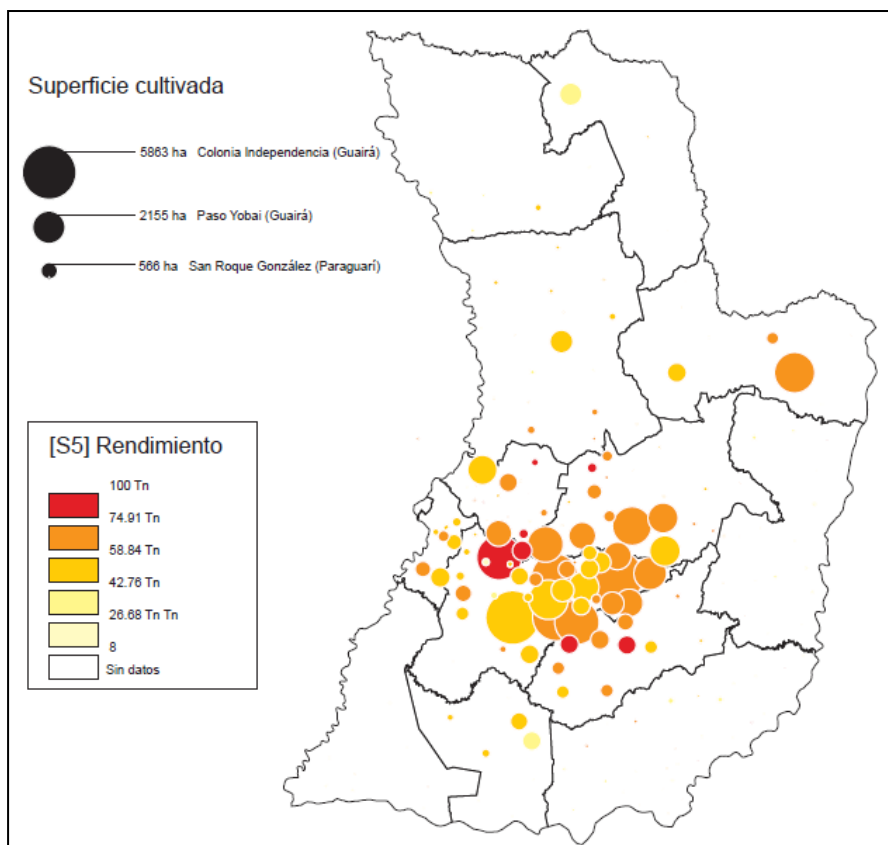 Superficie cultivada
5863 ha Colonia Independencia (Guairá)
2155 ha Paso Yobai (Guairá)
566 ha San Roque González (Paraguarí)
[S5] Rendimiento
100 Tn
74.91 Tn
58.84 Tn
42.76 Tn
26.68 Tn Tn
8
Sin datos